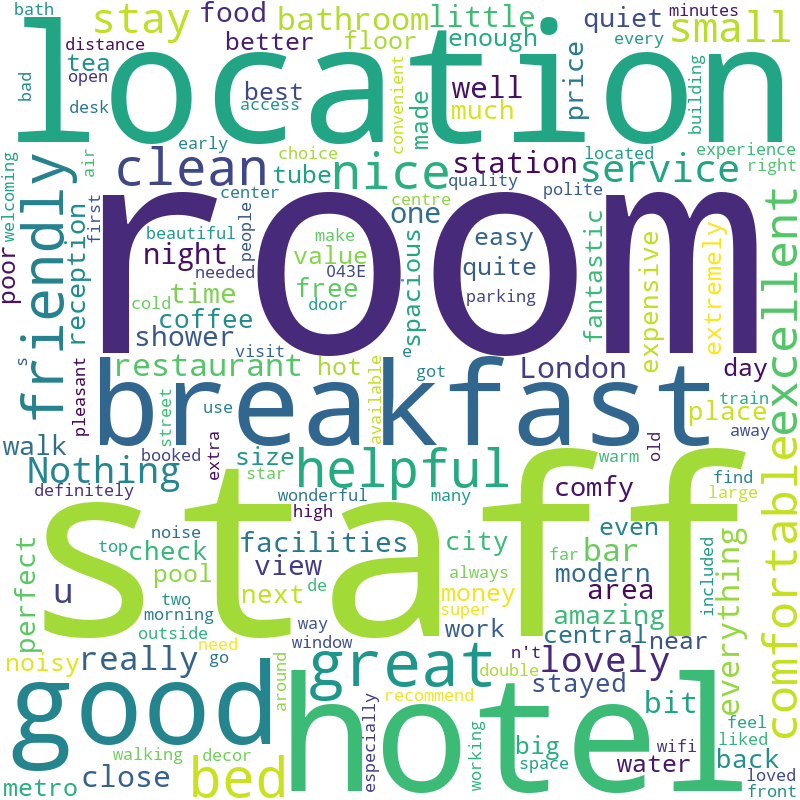 location
room
staff
breakfast
hotel
good
great
nice
friendly
helpful
clean
bed
comfortable
excellent
small
stay
lovely
service
Nothing
bathroom
little
bath
food
quiet
minutes
distance
better
floor
enough
every
tea
open
bad
desk
best
access
convenient
made
well
much
price
building
early
choice
tube
station
located
experience
right
air
welcoming
first
center
centre
quality
polite
one
people
beautiful
night
needed
make
value
O43E
free
door
easy
quite
parking
spacious
fantastic
expensive
extremely
reception
poor
time
cold
coffee
shower
visit
s
pleasant
restaurant
hot
available
e
got
London
day
train
place
away
street
use
walk
booked
extra
size
star
definitely
wonderful
many
high
warm
old
find
large
comfy
even
noise
top
check
facilities
city
far
bar
included
everything
perfect
pool
view
always
modern
u
two
de
next
money
area
morning
super
amazing
outside
way
work
central
near
noisy
really
need
go
window
n't
around
double
stayed
recommend
bit
feel
liked
walking
decor
especially
working
big
space
wifi
water
back
loved
front
metro
close